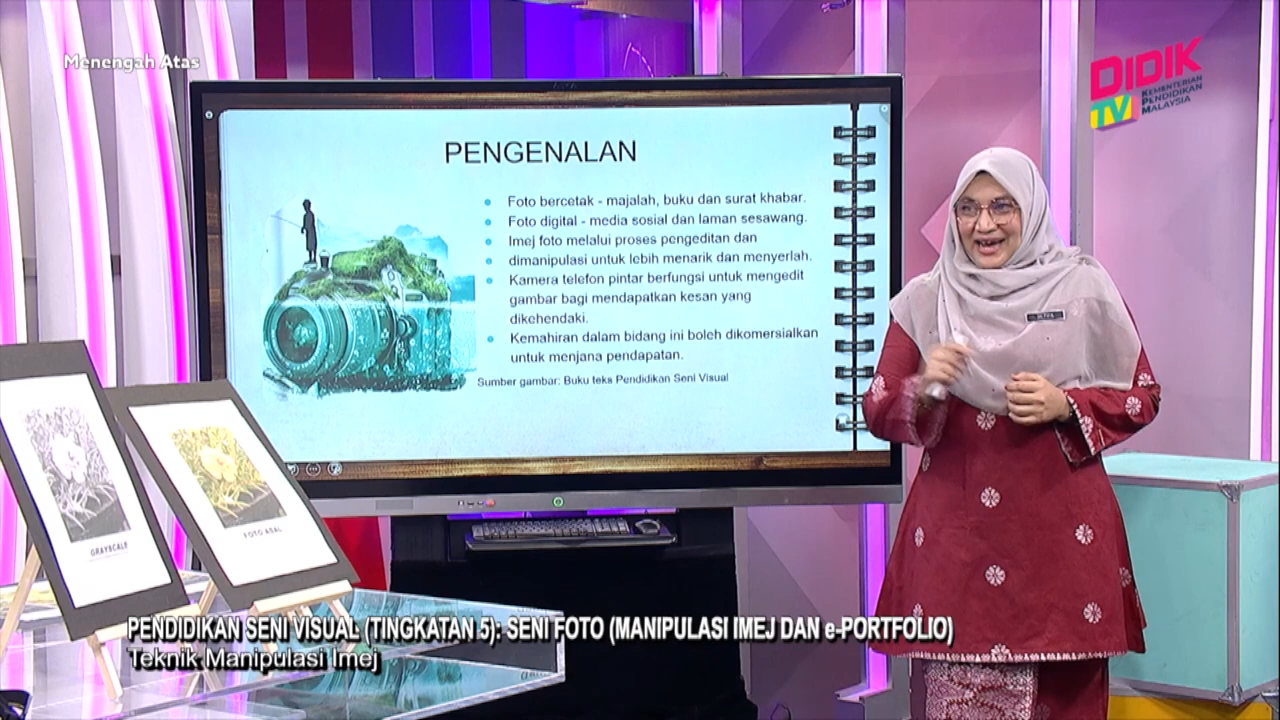 Menengah Atas
DIDIK
TV
KEMENTERIAN
PENDIDIKAN
MALAYSIA
PENGENALAN
Foto bercetak - majalah, buku dan surat khabar.
Foto digital - media sosial dan laman sesawang.
Imej foto melalui proses pengeditan dan
dimanipulasi untuk lebih menarik dan menyerlah.
Kamera telefon pintar berfungsi untuk mengedit
gambar bagi mendapatkan kesan yang
dikehendaki.
Kemahiran dalam bidang ini boleh dikomersialkan
untuk menjana pendapatan.
Sumber gambar: Buku teks Pendidikan Seni Visual
GRAYSCALE
FOTO ASAL
PENDIDIKAN SENI VISUAL (TINGKATAN 5): SENI FOTO (MANIPULASI IMEJ DAN e-PORTFOLIO)
Teknik Manipulasi Imej